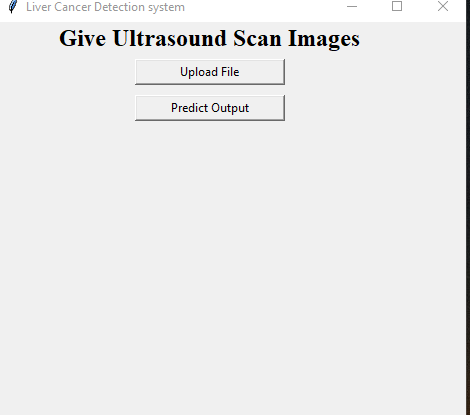 Liver Cancer Detection system
Give Ultrasound Scan Images
Upload File
Predict Output